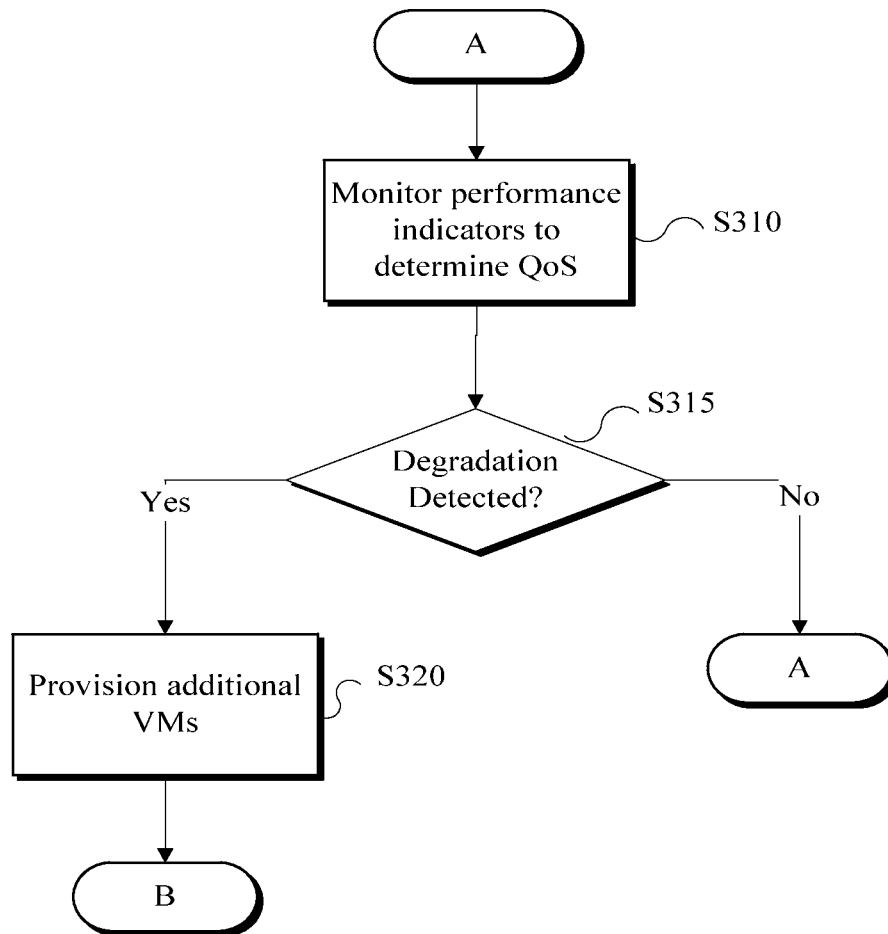 A
Monitor performance
indicators to
determine QoS
S310
S315
Degradation
Detected?
Yes
No
Provision additional
VMs
S320
A
B